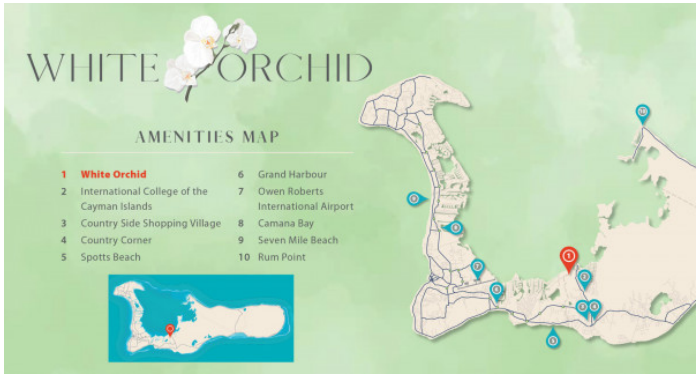 WHITE ORCHID
AMENITIES MAP
1 White Orchid
2 International College of the
Cayman Islands
3 Country Side Shopping Village
4 Country Corner
5 Spotts Beach
6 Grand Harbour
7 Owen Roberts
International Airport
8 Camana Bay
9 Seven Mile Beach
10 Rum Point
1